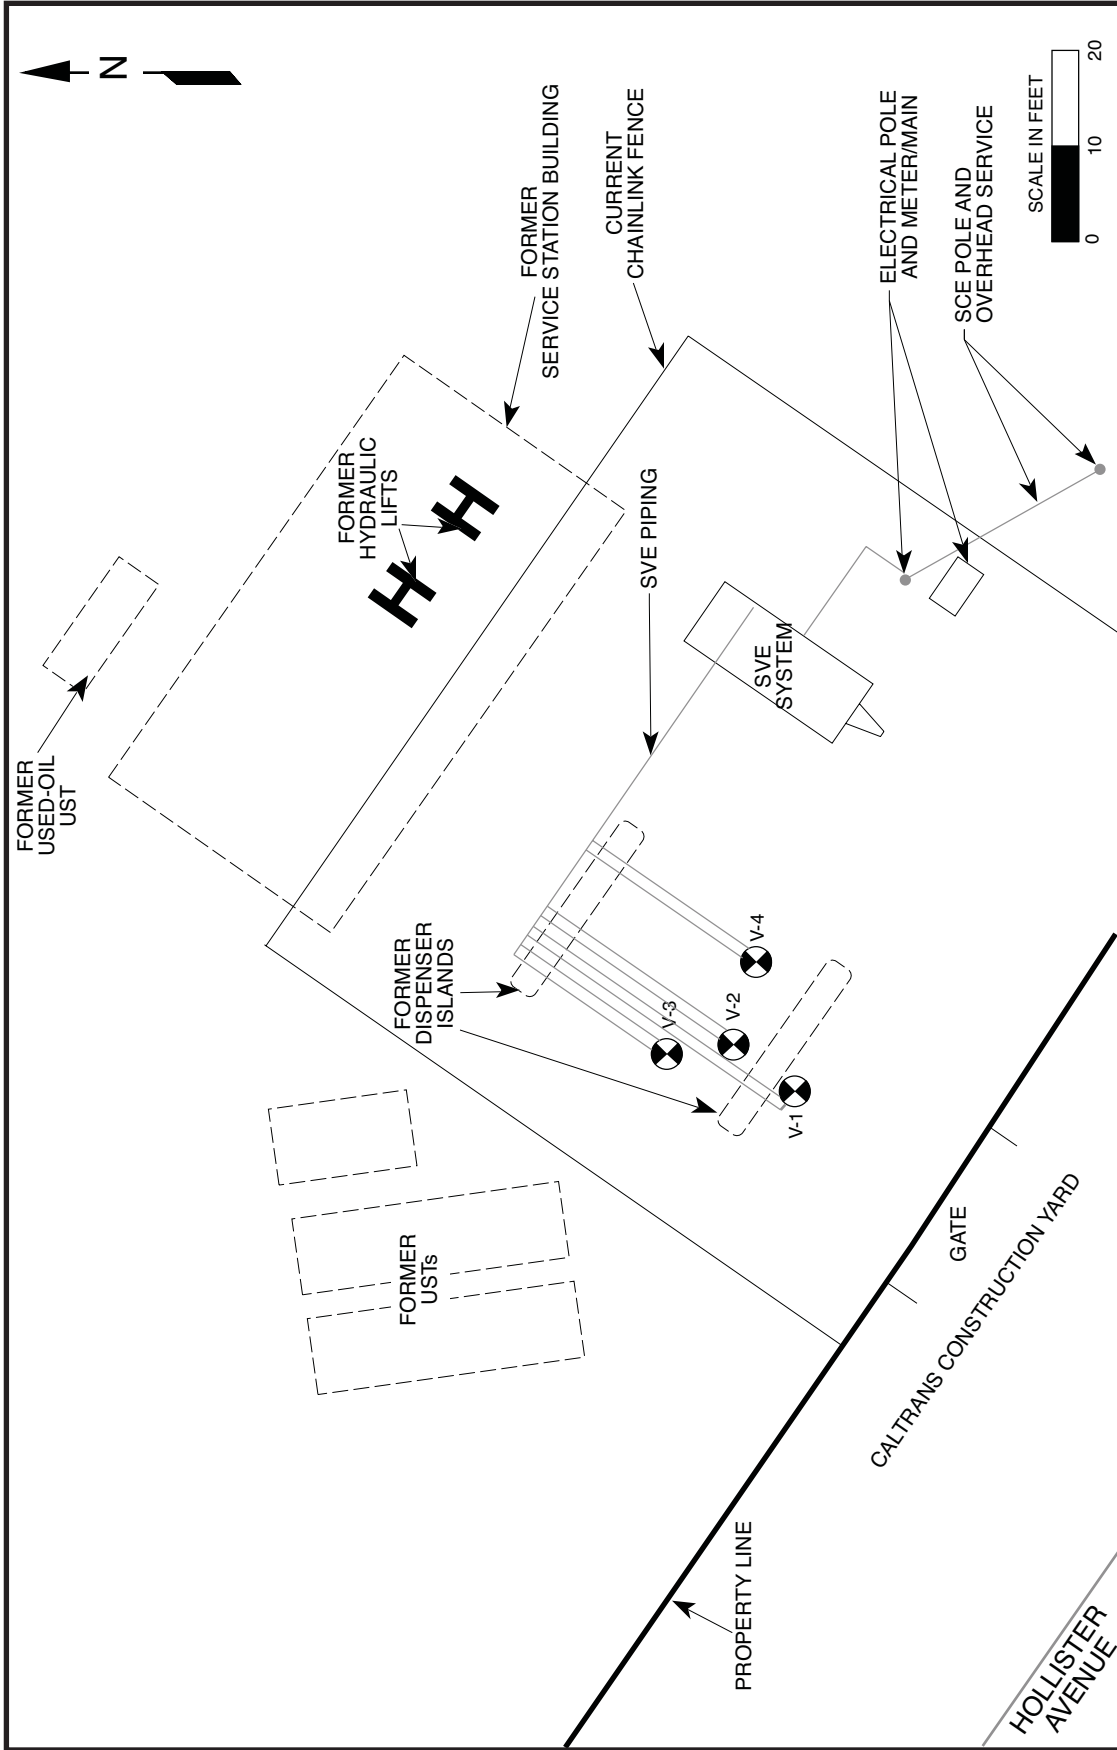 N
FORMER
USED-OIL
UST
FORMER
HYDRAULIC
LIFTS
FORMER
SERVICE STATION BUILDING
CURRENT
CHAINLINK FENCE
FORMER
DISPENSER
ISLANDS
SVE PIPING
SVE
SYSTEM
ELECTRICAL POLE
AND METER/MAIN
SCE POLE AND
OVERHEAD SERVICE
SCALE IN FEET
0
10
20
FORMER
USTs
V-3
V-2
V-4
V-1
GATE
CALTRANS CONSTRUCTION YARD
PROPERTY LINE
HOLLISTER
AVENUE